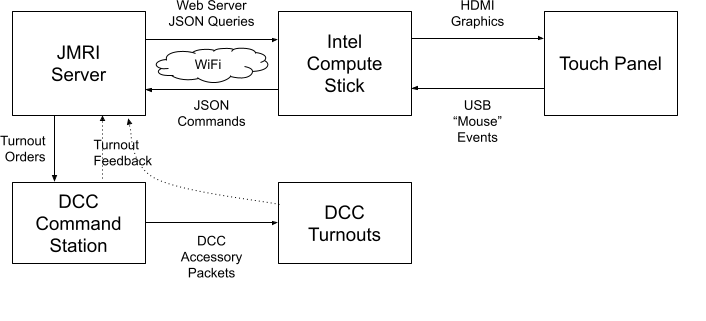 Web Server
JSON Queries
HDMI
Graphics
JMRI
Server
WiFi
Intel
Compute
Stick
Touch Panel
JSON
Commands
USB
“Mouse”
Events
Turnout
Orders
Turnout
Feedback
DCC
Command
Station
DCC
Turnouts
DCC
Accessory
Packets